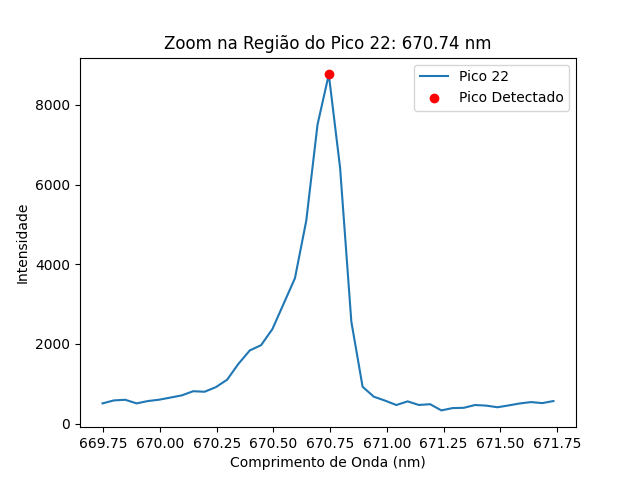 Zoom na Região do Pico 22: 670.74 nm
Pico 22
Pico Detectado
8000
6000
4000
2000
0
Intensidade
669.75 670.00 670.25 670.50 670.75 671.00 671.25 671.50 671.75
Comprimento de Onda (nm)